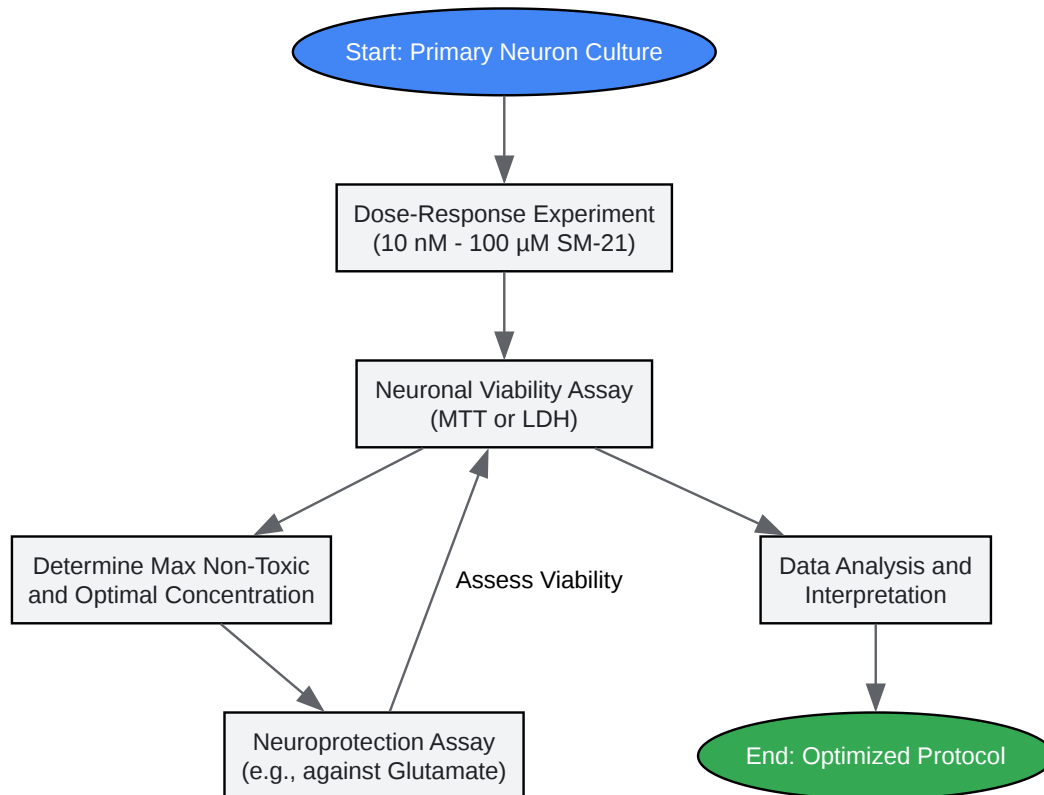 Start: Primary Neuron Culture
Dose-Response Experiment
(10 nM - 100 µM SM-21)
Neuronal Viability Assay
(MTT or LDH)
Determine Max Non-Toxic
and Optimal Concentration
Assess Viability
Data Analysis and
Interpretation
Neuroprotection Assay
(e.g., against Glutamate)
End: Optimized Protocol